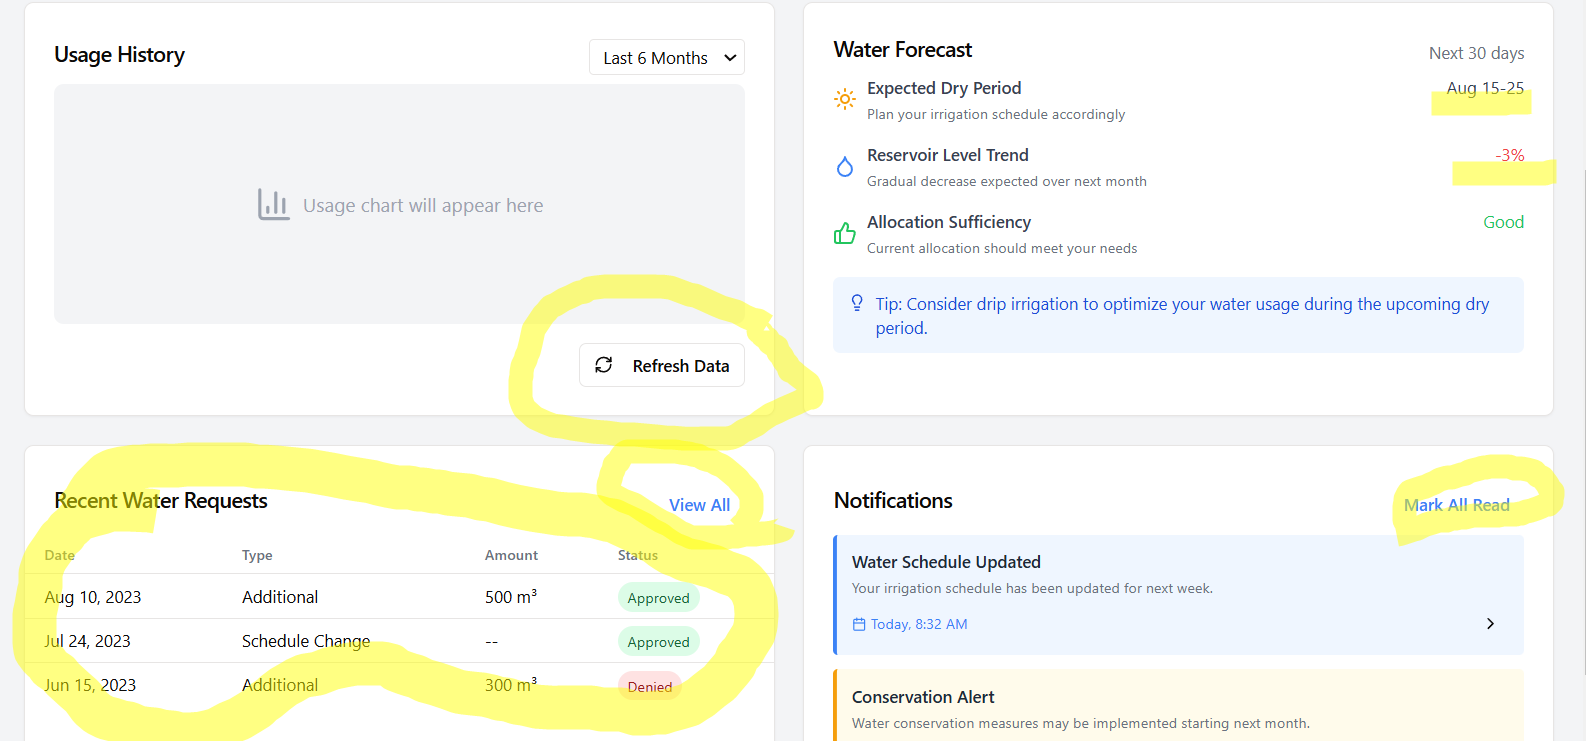 Usage History
Last 6 Months
Usage chart will appear here
Refresh Data
Water Forecast
Next 30 days
Expected Dry Period
Aug 15-25
Plan your irrigation schedule accordingly
Reservoir Level Trend
-3%
Gradual decrease expected over next month
Allocation Sufficiency
Good
Current allocation should meet your needs
Tip: Consider drip irrigation to optimize your water usage during the upcoming dry
period.
Recent Water Requests
View All
Date Type Amount Status
Aug 10, 2023 Additional 500 m³ Approved
Jul 24, 2023 Schedule Change -- Approved
Jun 15, 2023 Additional 300 m³ Denied
Notifications
Mark All Read
Water Schedule Updated
Your irrigation schedule has been updated for next week.
Today, 8:32 AM
Conservation Alert
Water conservation measures may be implemented starting next month.